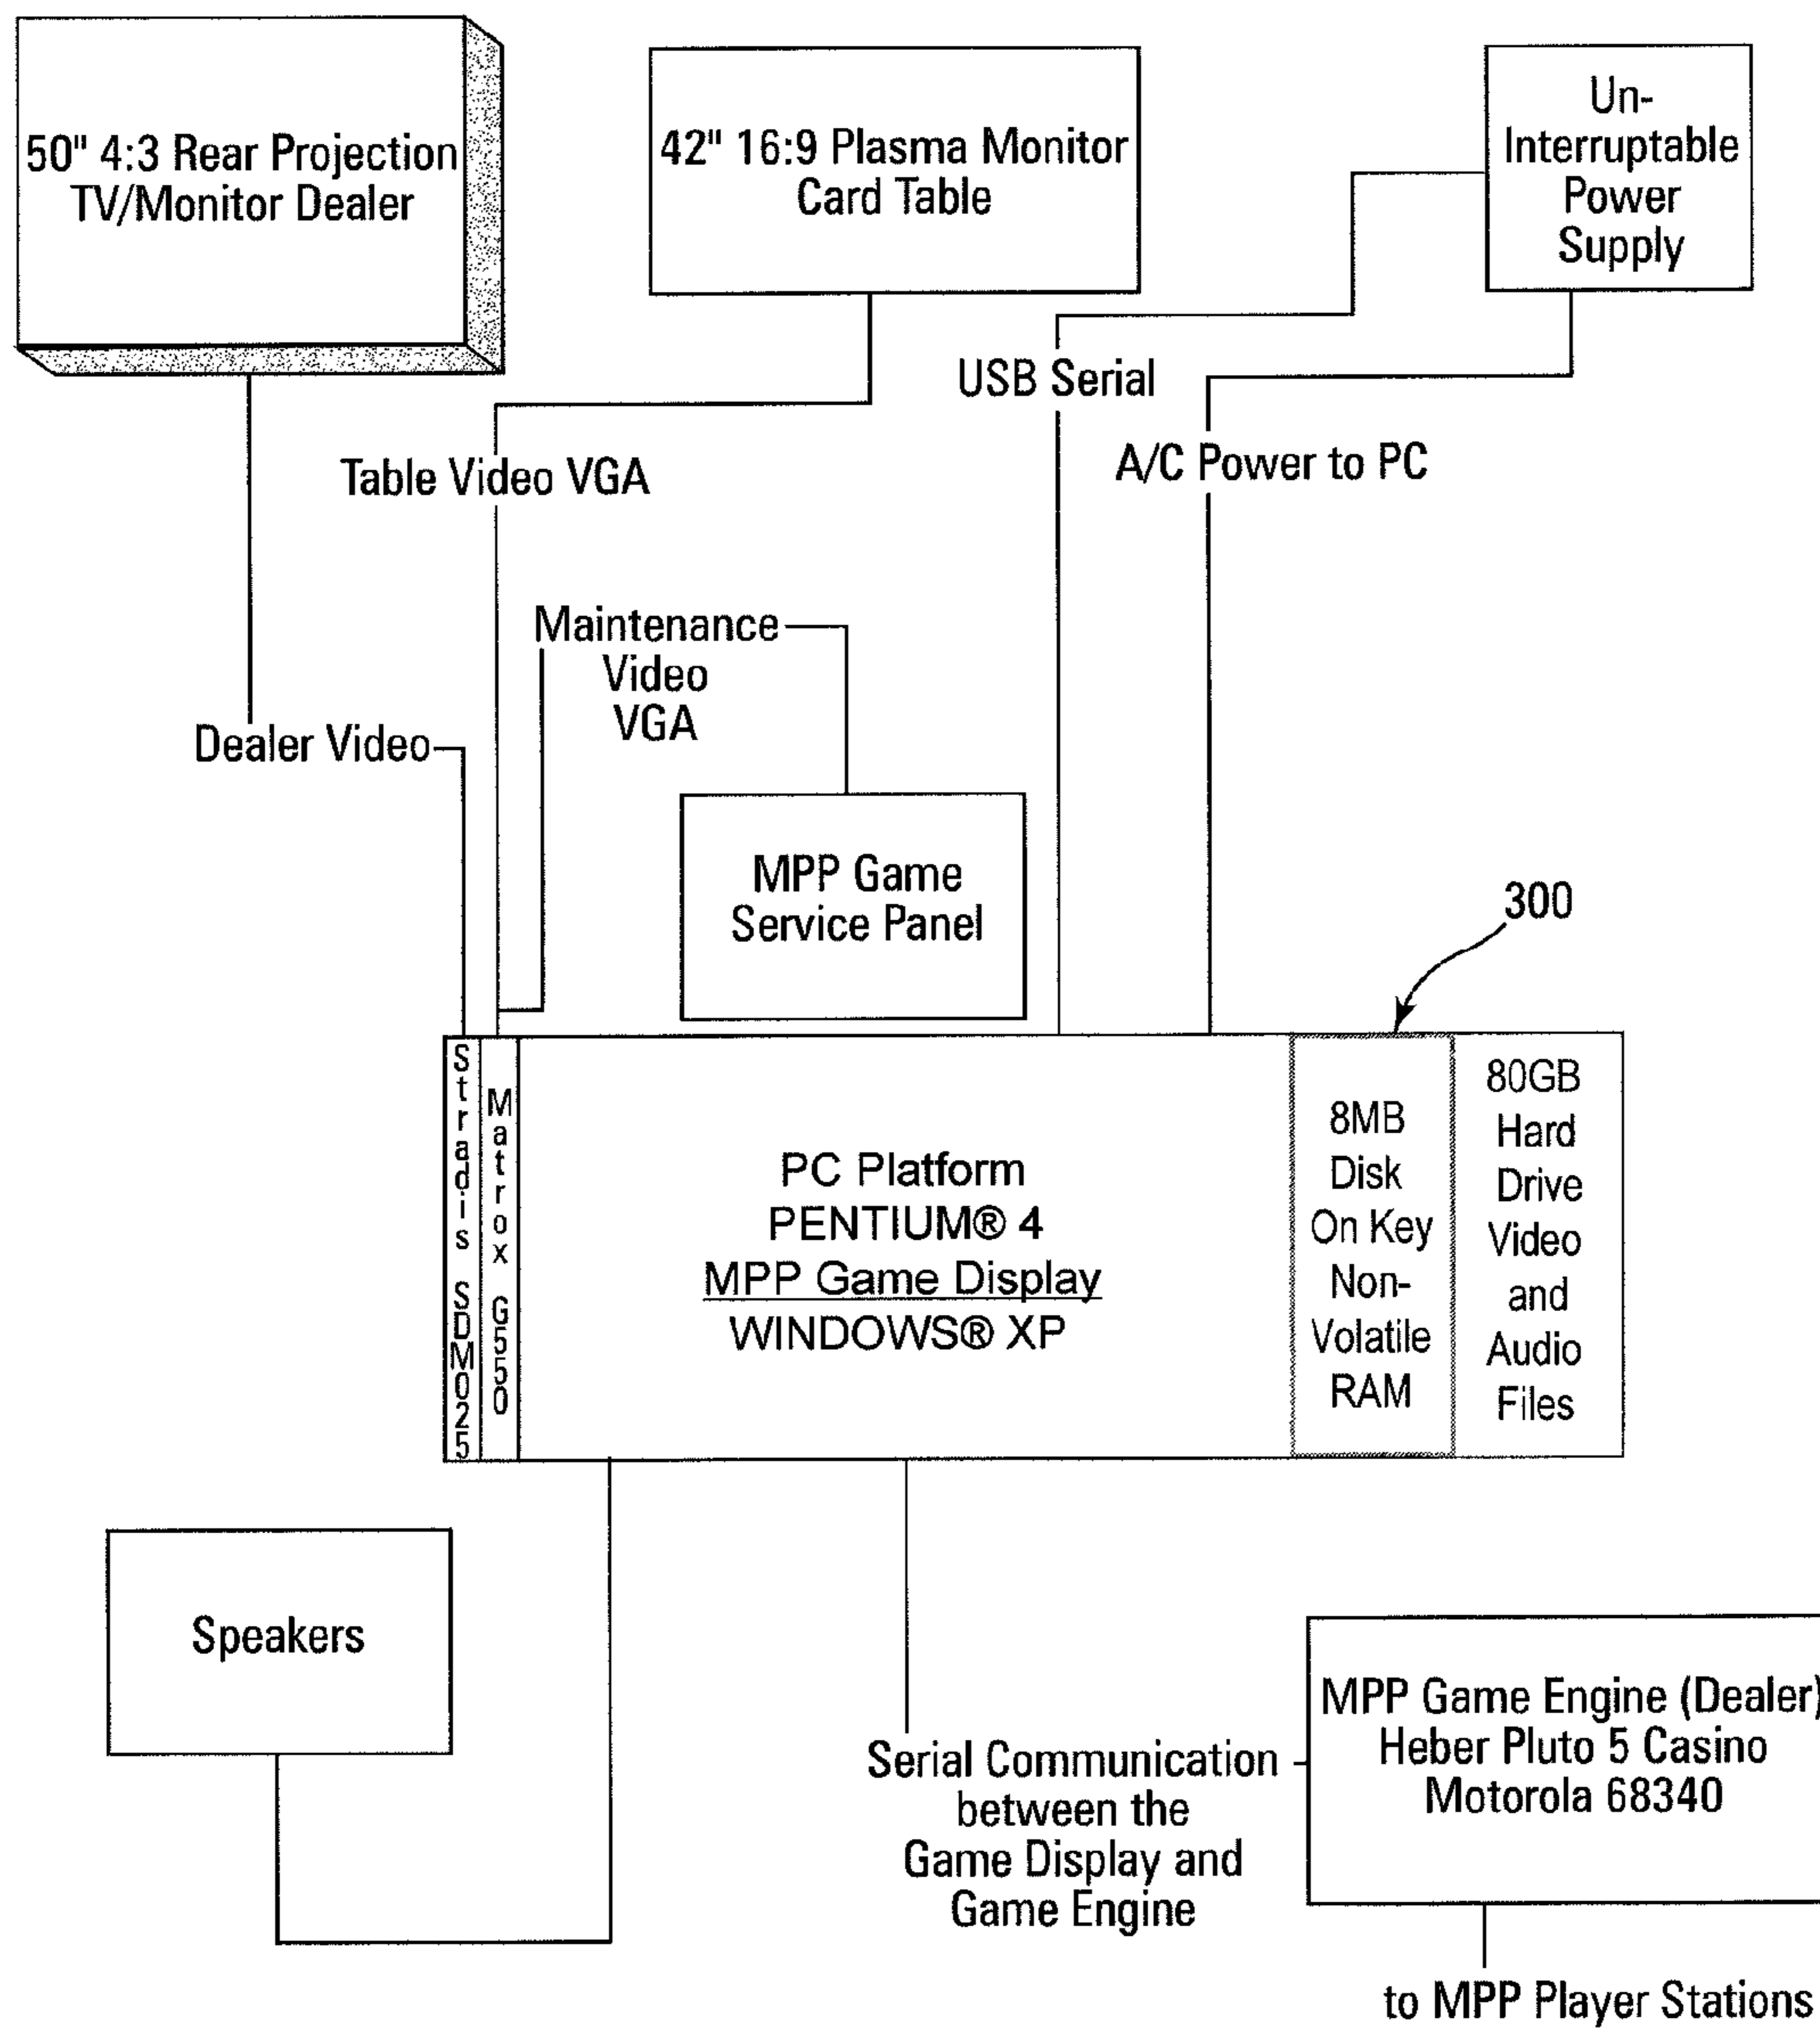 50" 4:3 Rear Projection
TV/Monitor Dealer
42" 16:9 Plasma Monitor
Card Table
Un-
Interruptable
Power
Supply
USB Serial
A/C Power to PC
Table Video VGA
Maintenance
Video
VGA
Dealer Video
MPP Game
Service Panel
300
Stradis SDM025
Matrox G550
PC Platform
PENTIUM® 4
MPP Game Display
WINDOWS® XP
8MB
Disk
On Key
Non-
Volatile
RAM
80GB
Hard
Drive
Video
and
Audio
Files
Speakers
Serial Communication
between the
Game Display and
Game Engine
MPP Game Engine (Dealer)
Heber Pluto 5 Casino
Motorola 68340
to MPP Player Stations